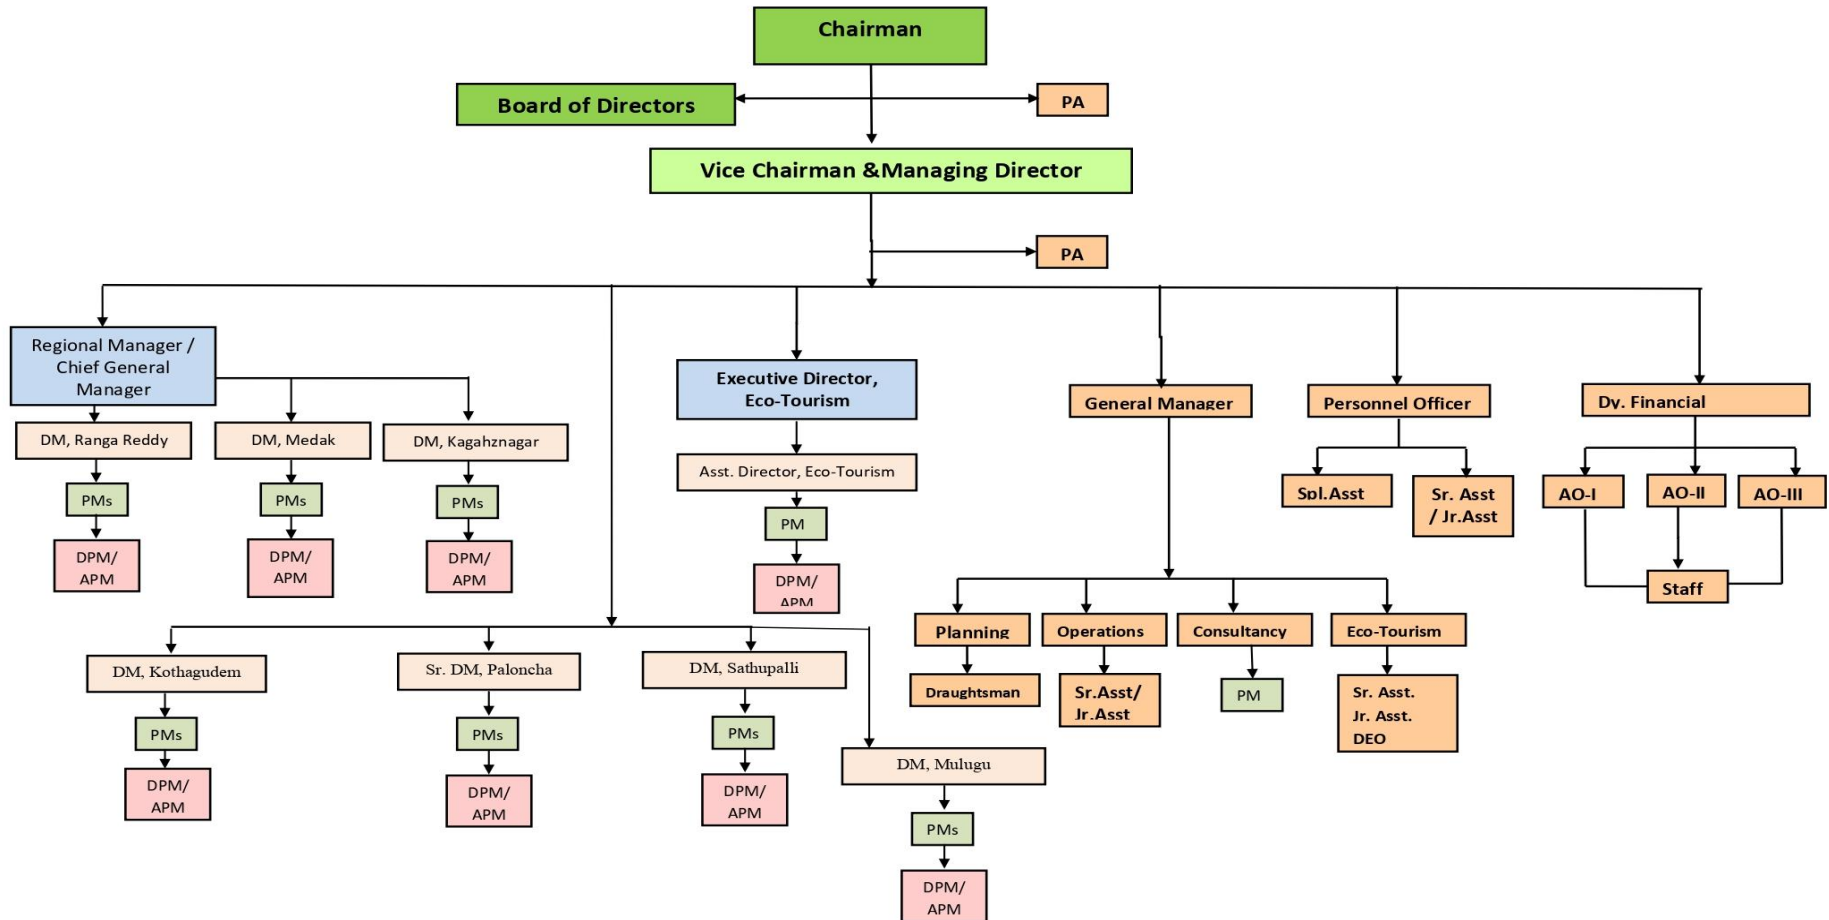 Chairman
Board of Directors
PA
Vice Chairman &Managing Director
PA
Regional Manager /
Chief General
Manager
Executive Director,
Eco-Tourism
General Manager
Personnel Officer
Dy. Financial
DM, Ranga Reddy
DM, Medak
DM, Kagahznagar
Asst. Director, Eco-Tourism
Spl.Asst
Sr. Asst
/ Jr.Asst
AO-I
AO-II
AO-III
PMs
PMs
PMs
PM
DPM/
APM
DPM/
APM
DPM/
APM
DPM/
APM
Staff
Planning
Operations
Consultancy
Eco-Tourism
DM, Kothagudem
Sr. DM, Paloncha
DM, Sathupalli
Draughtsman
Sr.Asst/
Jr.Asst
PM
Sr. Asst.
Jr. Asst.
DEO
PMs
PMs
PMs
DM, Mulugu
DPM/
APM
DPM/
APM
DPM/
APM
PMs
DPM/
APM